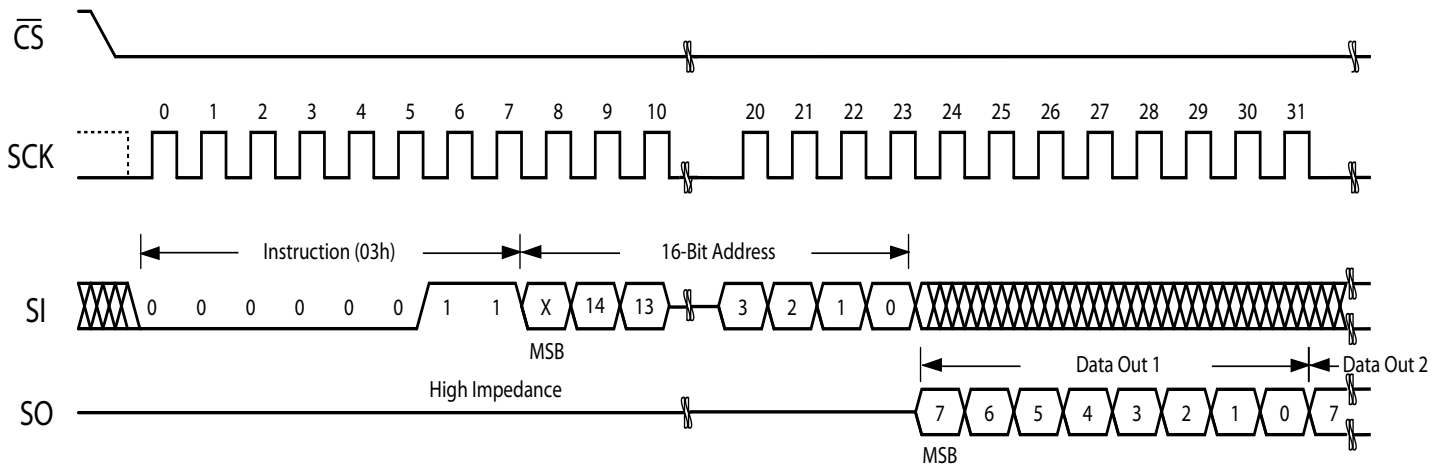 C̅S̅
0 1 2 3 4 5 6 7 8 9 10 20 21 22 23 24 25 26 27 28 29 30 31
SCK
Instruction (03h) 16-Bit Address
SI 0 0 0 0 0 0 1 1 X 14 13 3 2 1 0
MSB
Data Out 1 Data Out 2
High Impedance
SO 7 6 5 4 3 2 1 0 7
MSB